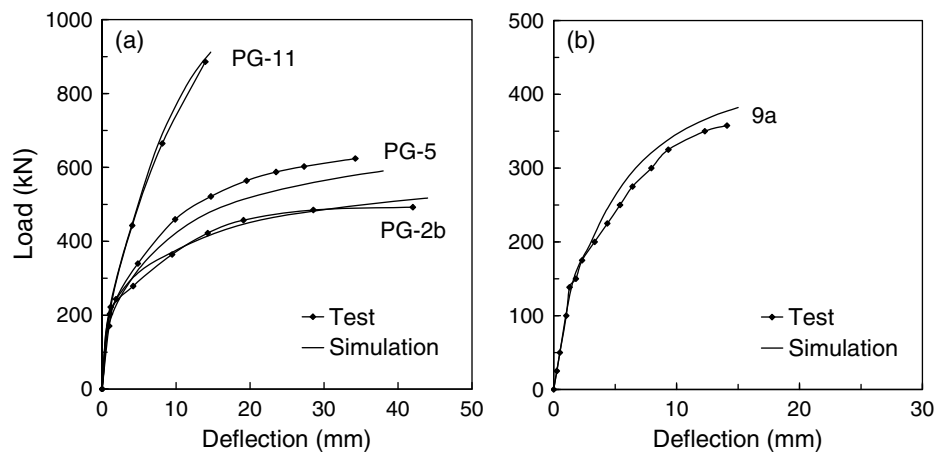 (a)
1000
800
600
400
200
0
0
10
20
30
40
50
Load (kN)
Deflection (mm)
PG-11
PG-5
PG-2b
Test
Simulation
(b)
500
400
300
200
100
0
0
10
20
30
Deflection (mm)
9a
Test
Simulation